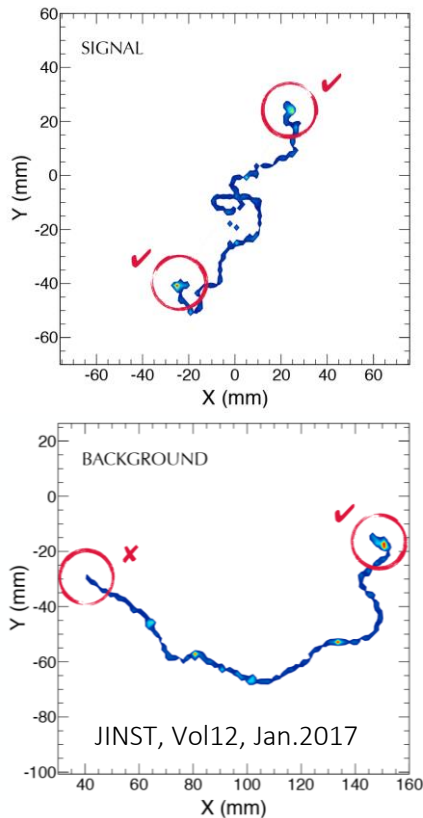 60
SIGNAL
40
20
0
-20
-40
-60
Y (mm)
-60 -40 -20 0 20 40 60
X (mm)
BACKGROUND
0
-20
-40
-60
-80
-100
Y (mm)
JINST, Vol12, Jan.2017
40 60 80 100 120 140 160
X (mm)